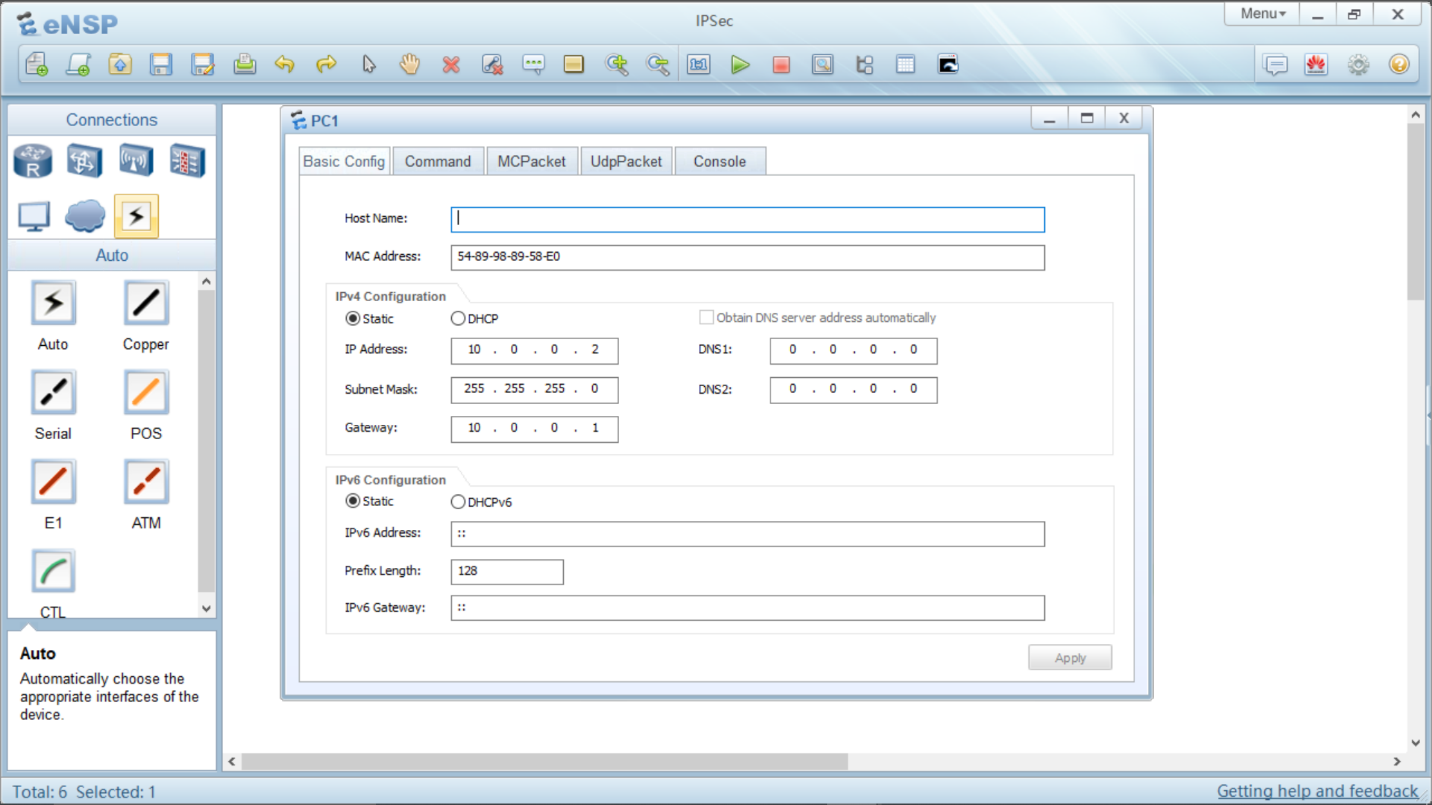 eNSP
IPSec
Menu
Connections
R
Auto
Auto
Copper
Serial
POS
E1
ATM
CTL
Auto
Automatically choose the
appropriate interfaces of the
device.
PC1
Basic Config
Command
MCPacket
UdpPacket
Console
Host Name:
MAC Address: 54-89-98-89-58-E0
IPv4 Configuration
Static DHCP Obtain DNS server address automatically
IP Address: 10 . 0 . 0 . 2 DNS1: 0 . 0 . 0 . 0
Subnet Mask: 255 . 255 . 255 . 0 DNS2: 0 . 0 . 0 . 0
Gateway: 10 . 0 . 0 . 1
IPv6 Configuration
Static DHCPv6
IPv6 Address: ::
Prefix Length: 128
IPv6 Gateway: ::
Apply
Total: 6 Selected: 1
Getting help and feedback